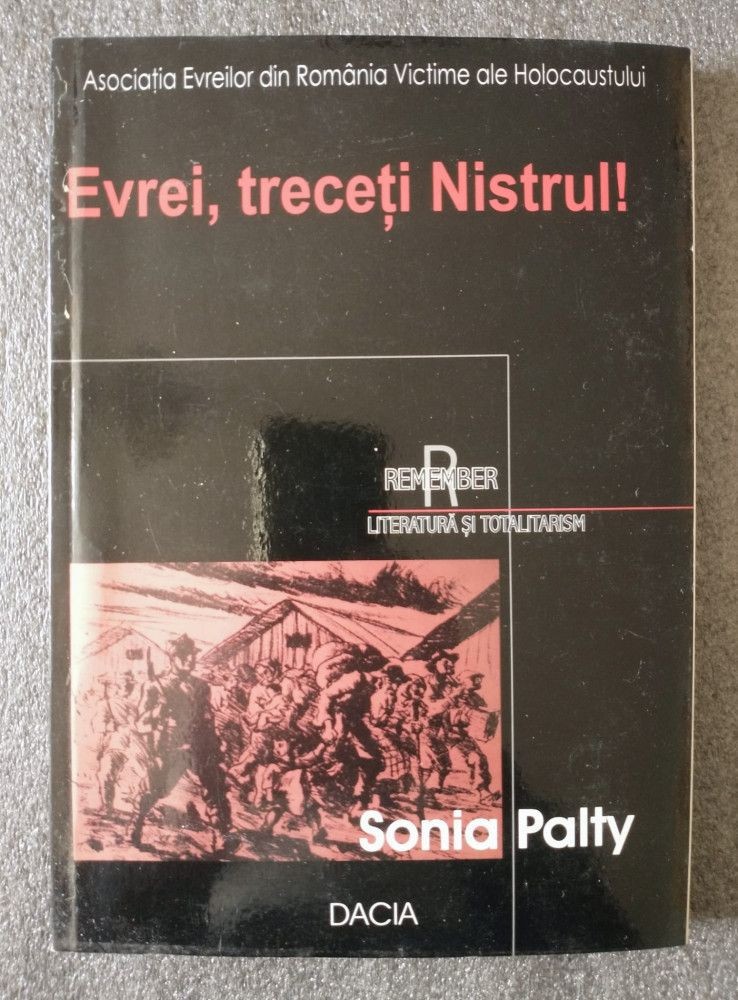 Asociația Evreilor din România Victime ale Holocaustului
Evrei, treceți Nistrul!
R
REMEMBER
LITERATURĂ ȘI TOTALITARISM
Sonia Palty
DACIA